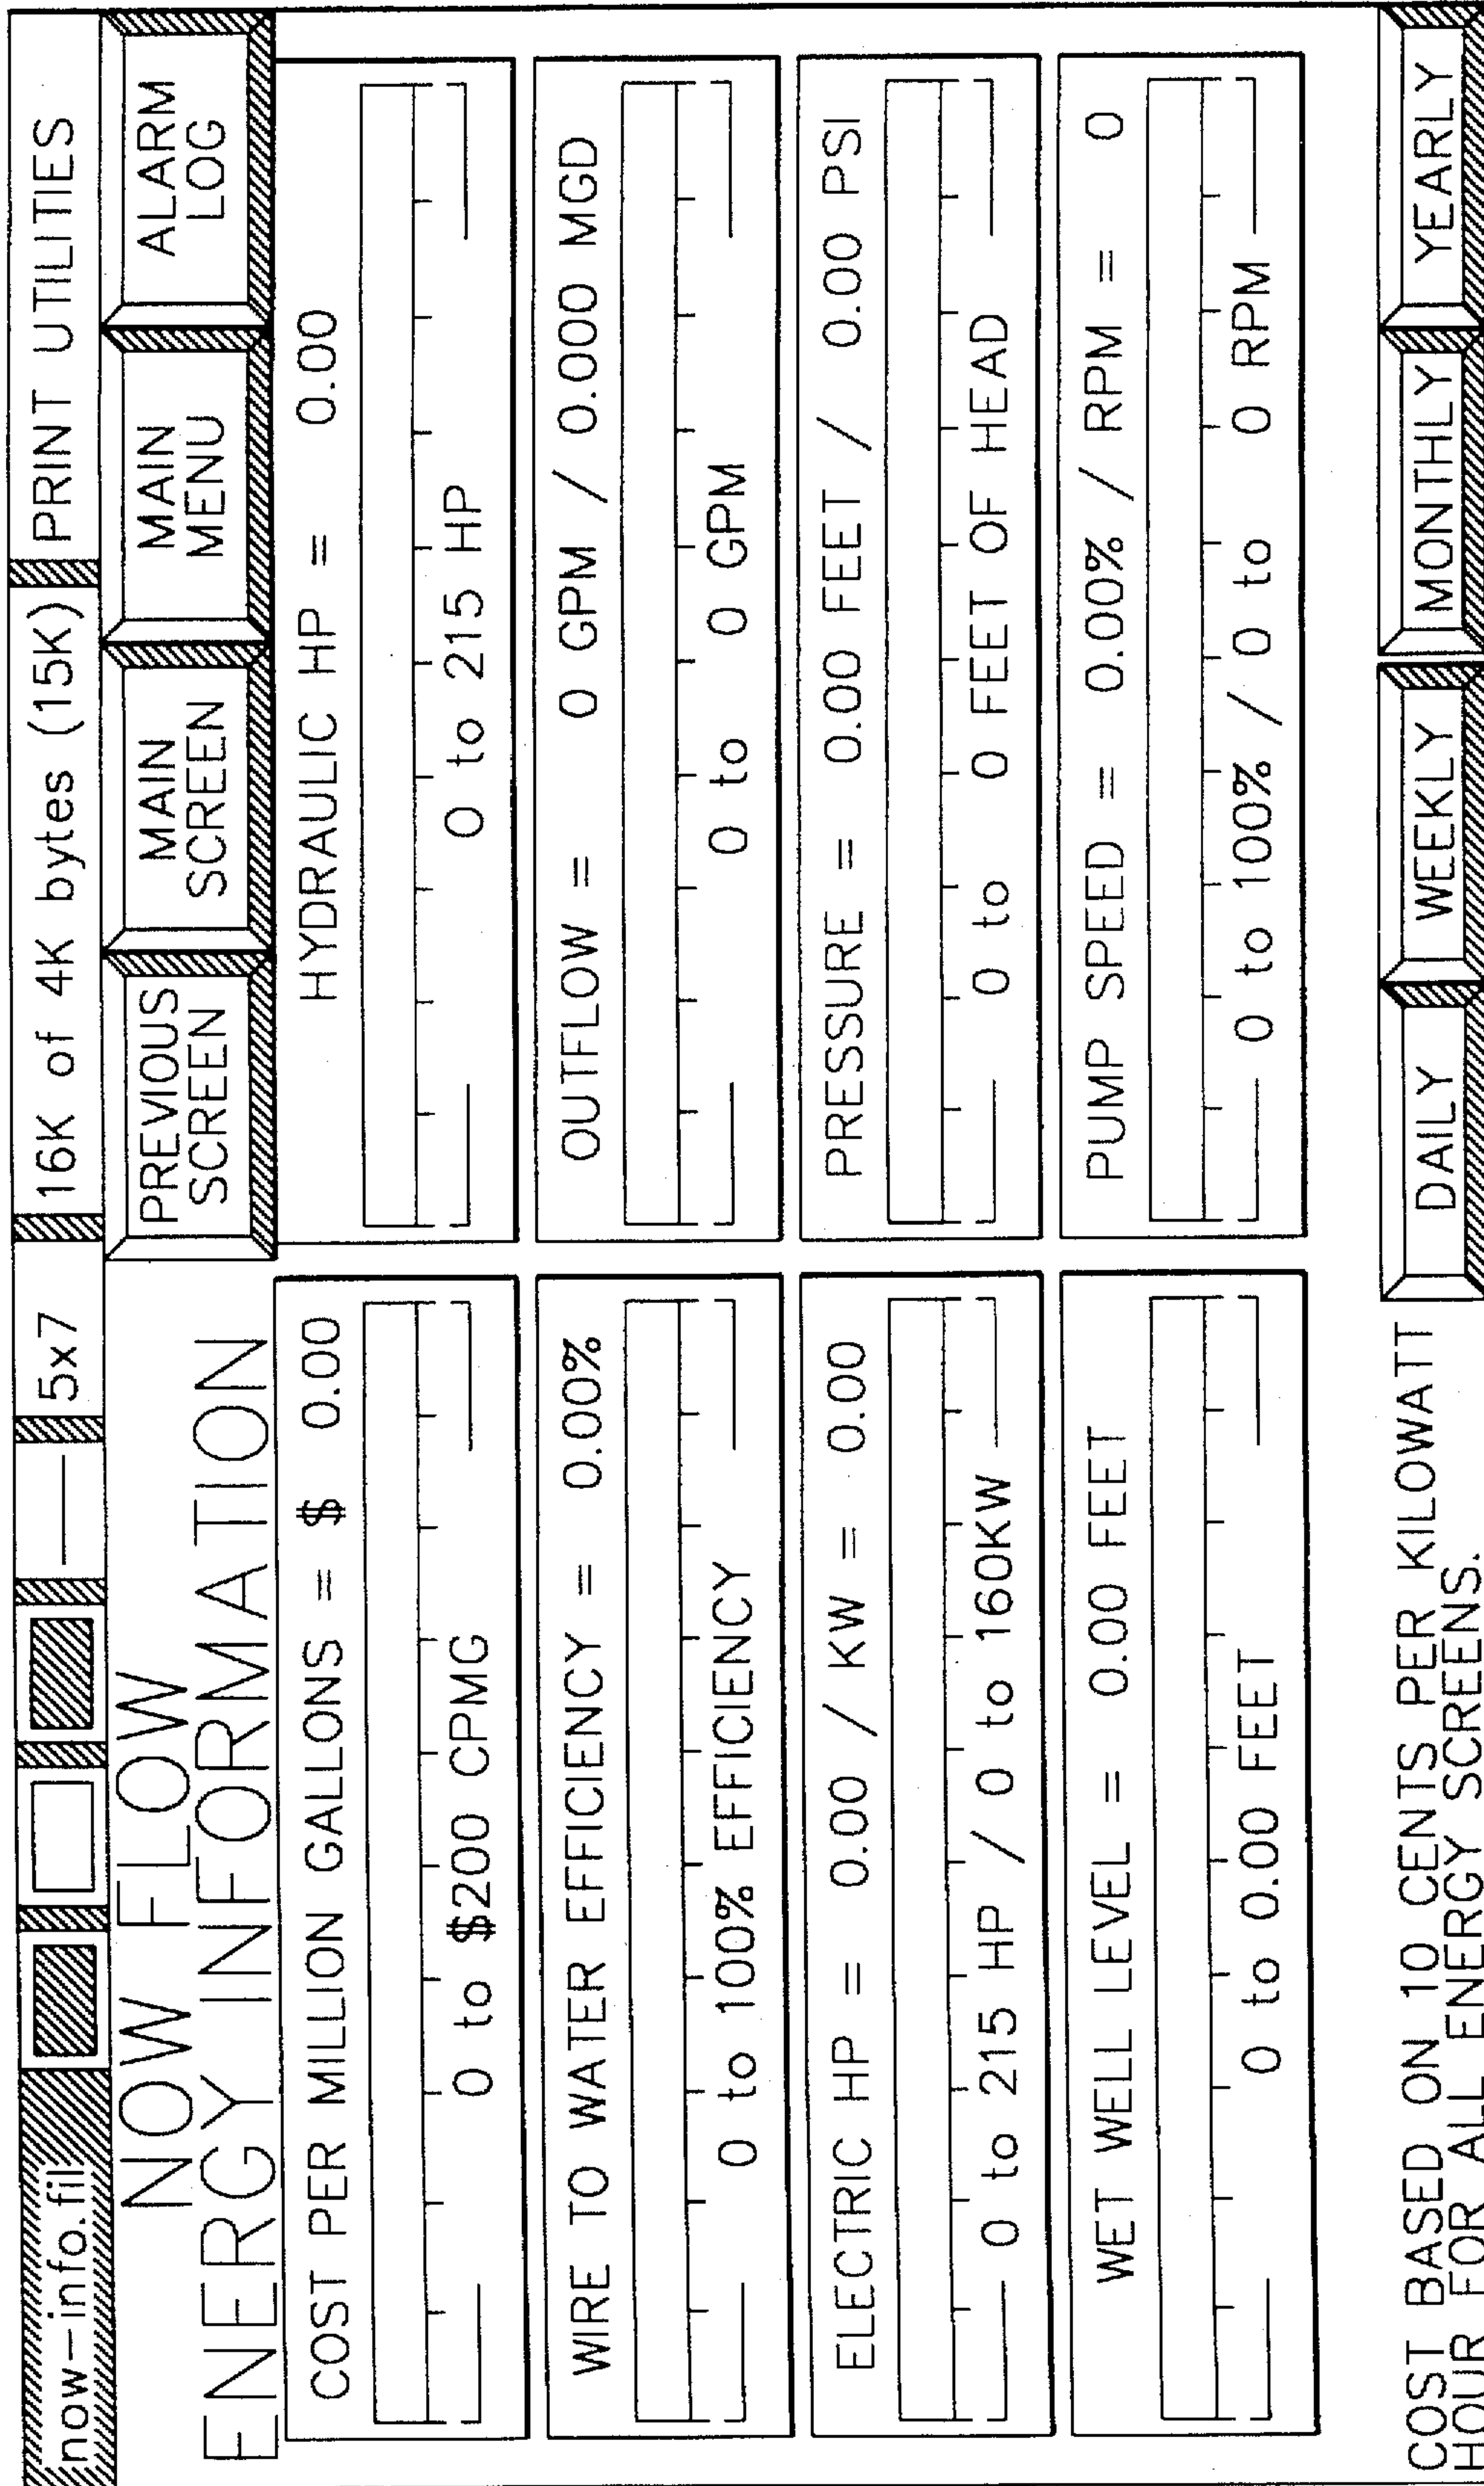 now-info.fil
5x7
16K of 4K bytes (15K)
PRINT UTILITIES
NOW FLOW
ENERGY INFORMATION
PREVIOUS
SCREEN
MAIN
SCREEN
MAIN
MENU
ALARM
LOG
COST PER MILLION GALLONS = $ 0.00
0 to $200 CPMG
HYDRAULIC HP = 0.00
0 to 215 HP
WIRE TO WATER EFFICIENCY = 0.00%
0 to 100% EFFICIENCY
OUTFLOW = 0 GPM / 0.000 MGD
0 to 0 GPM
ELECTRIC HP = 0.00 / KW = 0.00
0 to 215 HP / 0 to 160KW
PRESSURE = 0.00 FEET / 0.00 PSI
0 to 0 FEET OF HEAD
WET WELL LEVEL = 0.00 FEET
0 to 0.00 FEET
PUMP SPEED = 0.00% / RPM = 0
0 to 100% / 0 to 0 RPM
COST BASED ON 10 CENTS PER KILOWATT
HOUR FOR ALL ENERGY SCREENS.
DAILY
WEEKLY
MONTHLY
YEARLY